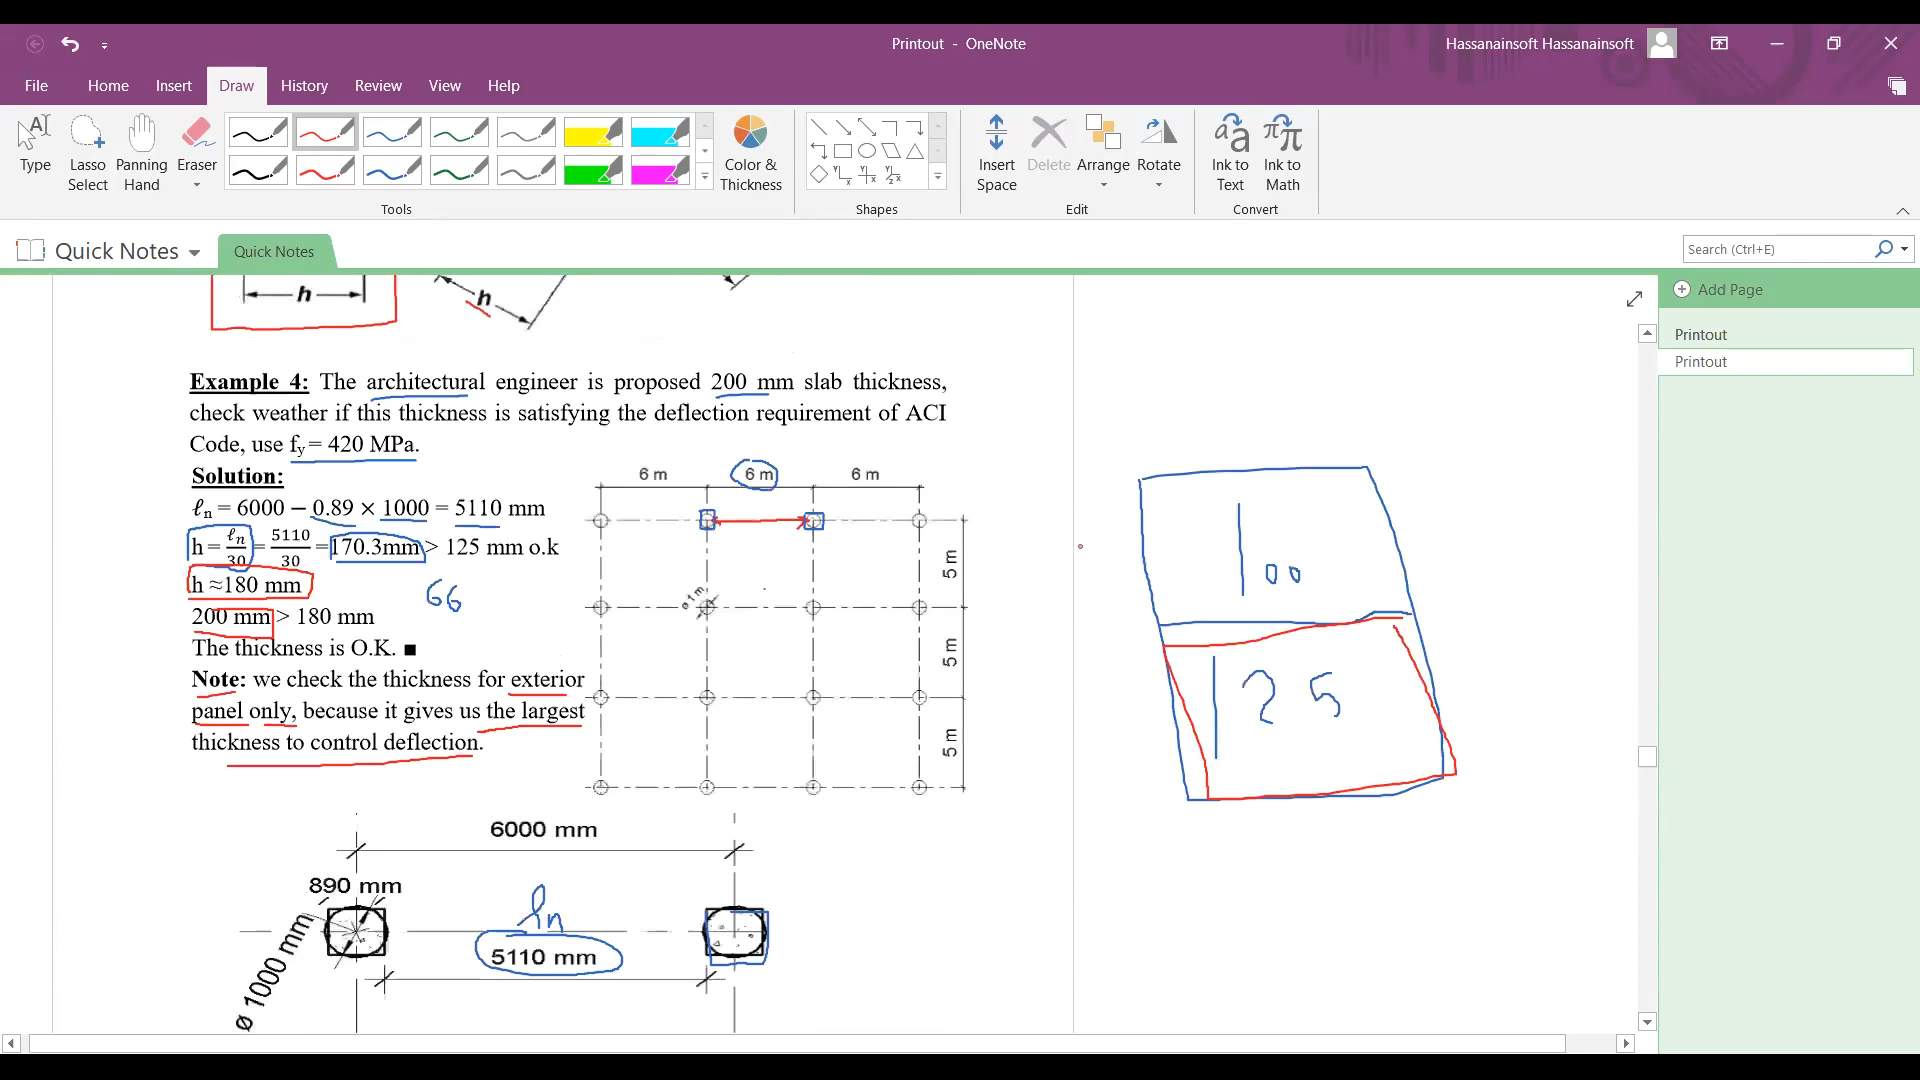 Printout - OneNote
Hassanainsoft Hassanainsoft
File Home Insert Draw History Review View Help
Type
Lasso Select
Panning Hand
Eraser
Color & Thickness
Insert Space
Delete
Arrange
Rotate
Ink to Text
Ink to Math
Tools
Shapes
Edit
Convert
Quick Notes
Quick Notes
Search (Ctrl+E)
Add Page
Printout
Printout
h
h
Example 4: The architectural engineer is proposed 200 mm slab thickness,
check weather if this thickness is satisfying the deflection requirement of ACI
Code, use fy = 420 MPa.
Solution:
ℓn = 6000 − 0.89 × 1000 = 5110 mm
h = ℓn/30 = 5110/30 = 170.3mm > 125 mm o.k
h ≈180 mm
66
200 mm > 180 mm
The thickness is O.K. ■
Note: we check the thickness for exterior
panel only, because it gives us the largest
thickness to control deflection.
6 m 6 m 6 m
ø 1 m
5 m
5 m
5 m
100
125
6000 mm
890 mm
ln
5110 mm
ø 1000 mm